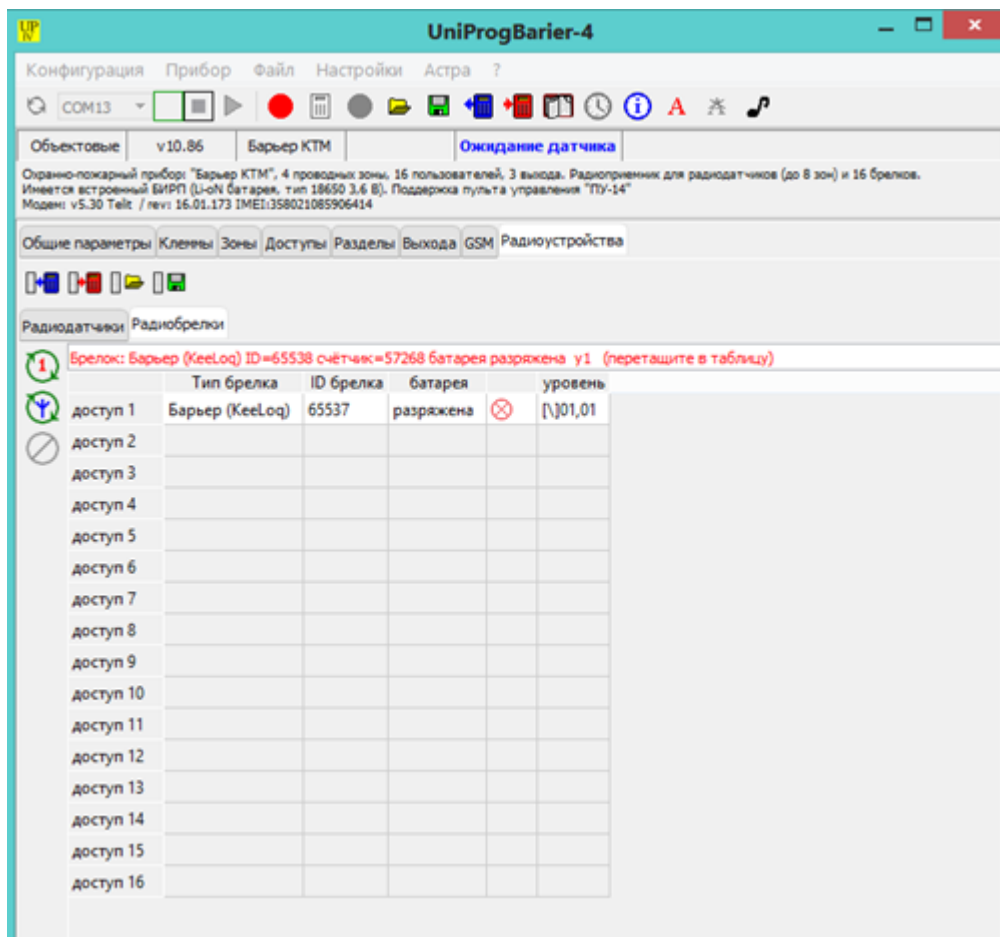 UP IV
UniProgBarier-4
Конфигурация Прибор Файл Настройки Астра ?
COM13
Объектовые v10.86 Барьер КТМ Ожидание датчика
Охранно-пожарный прибор: "Барьер КТМ", 4 проводных зоны, 16 пользователей, 3 выхода. Радиоприемник для радиодатчиков (до 8 зон) и 16 брелков.
Имеется встроенный БИРП (Li-oN батарея, тип 18650 3.6 В). Поддержка пульта управления "ПУ-14"
Модем: v5.30 Telit / rev: 16.01.173 IMEI:358021085906414
Общие параметры Клеммы Зоны Доступы Разделы Выхода GSM Радиоустройства
Радиодатчики Радиобрелки
Брелок: Барьер (KeeLoq) ID=65538 счётчик=57268 батарея разряжена y1 (перетащите в таблицу)
Тип брелка ID брелка батарея уровень
доступ 1 Барьер (KeeLoq) 65537 разряжена [\]01,01
доступ 2
доступ 3
доступ 4
доступ 5
доступ 6
доступ 7
доступ 8
доступ 9
доступ 10
доступ 11
доступ 12
доступ 13
доступ 14
доступ 15
доступ 16